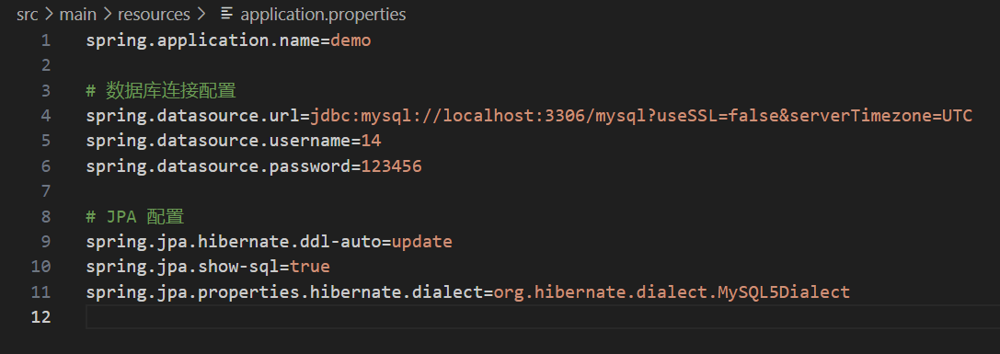 src > main > resources > application.properties
1 spring.application.name=demo
2
3 # 数据库连接配置
4 spring.datasource.url=jdbc:mysql://localhost:3306/mysql?useSSL=false&serverTimezone=UTC
5 spring.datasource.username=14
6 spring.datasource.password=123456
7
8 # JPA 配置
9 spring.jpa.hibernate.ddl-auto=update
10 spring.jpa.show-sql=true
11 spring.jpa.properties.hibernate.dialect=org.hibernate.dialect.MySQL5Dialect
12